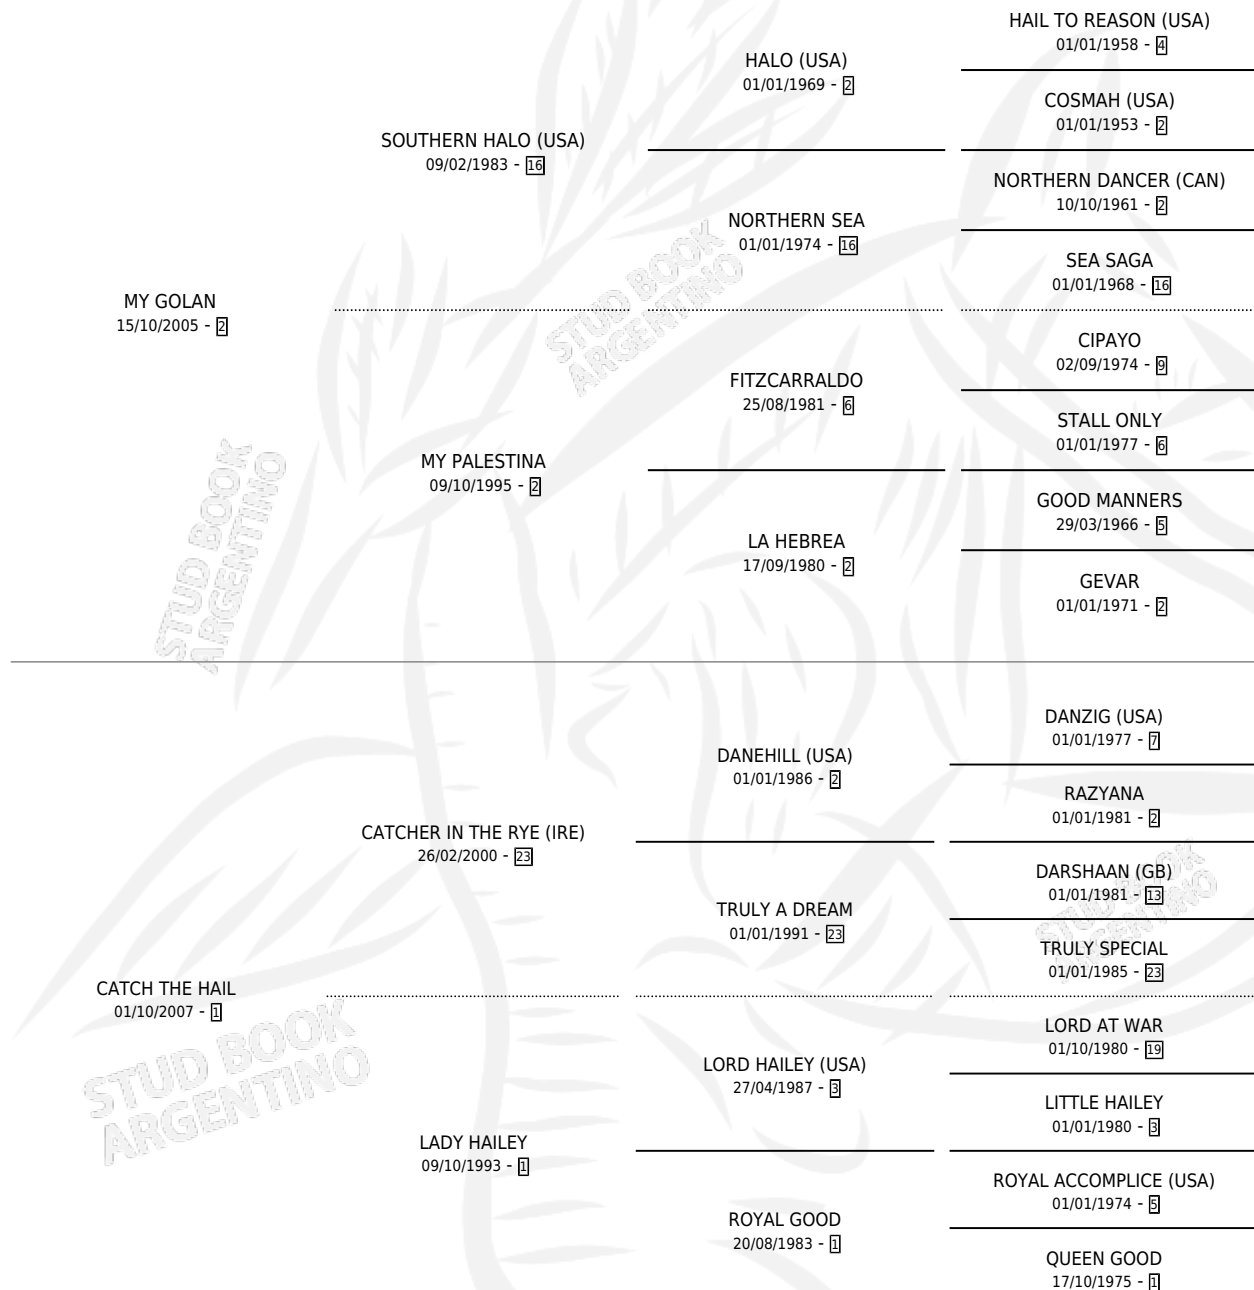 HAIL TO REASON (USA)
01/01/1958 - 4
HALO (USA)
01/01/1969 - 2
COSMAH (USA)
01/01/1953 - 2
SOUTHERN HALO (USA)
09/02/1983 - 16
NORTHERN DANCER (CAN)
10/10/1961 - 2
NORTHERN SEA
01/01/1974 - 16
SEA SAGA
01/01/1968 - 16
MY GOLAN
15/10/2005 - 2
CIPAYO
02/09/1974 - 9
FITZCARRALDO
25/08/1981 - 6
STALL ONLY
01/01/1977 - 6
MY PALESTINA
09/10/1995 - 2
GOOD MANNERS
29/03/1966 - 5
LA HEBREA
17/09/1980 - 2
GEVAR
01/01/1971 - 2
STUD BOOK
ARGENTINO
STUD BOOK
ARGENTINO
DANZIG (USA)
01/01/1977 - 7
DANEHILL (USA)
01/01/1986 - 2
RAZYANA
01/01/1981 - 2
CATCHER IN THE RYE (IRE)
26/02/2000 - 23
DARSHAAN (GB)
01/01/1981 - 13
TRULY A DREAM
01/01/1991 - 23
TRULY SPECIAL
01/01/1985 - 23
CATCH THE HAIL
01/10/2007 - 1
LORD AT WAR
01/10/1980 - 19
LORD HAILEY (USA)
27/04/1987 - 3
LITTLE HAILEY
01/01/1980 - 3
LADY HAILEY
09/10/1993 - 1
ROYAL ACCOMPLICE (USA)
01/01/1974 - 5
ROYAL GOOD
20/08/1983 - 1
QUEEN GOOD
17/10/1975 - 1
STUD BOOK
ARGENTINO
STUD BOOK
ARGENTINO